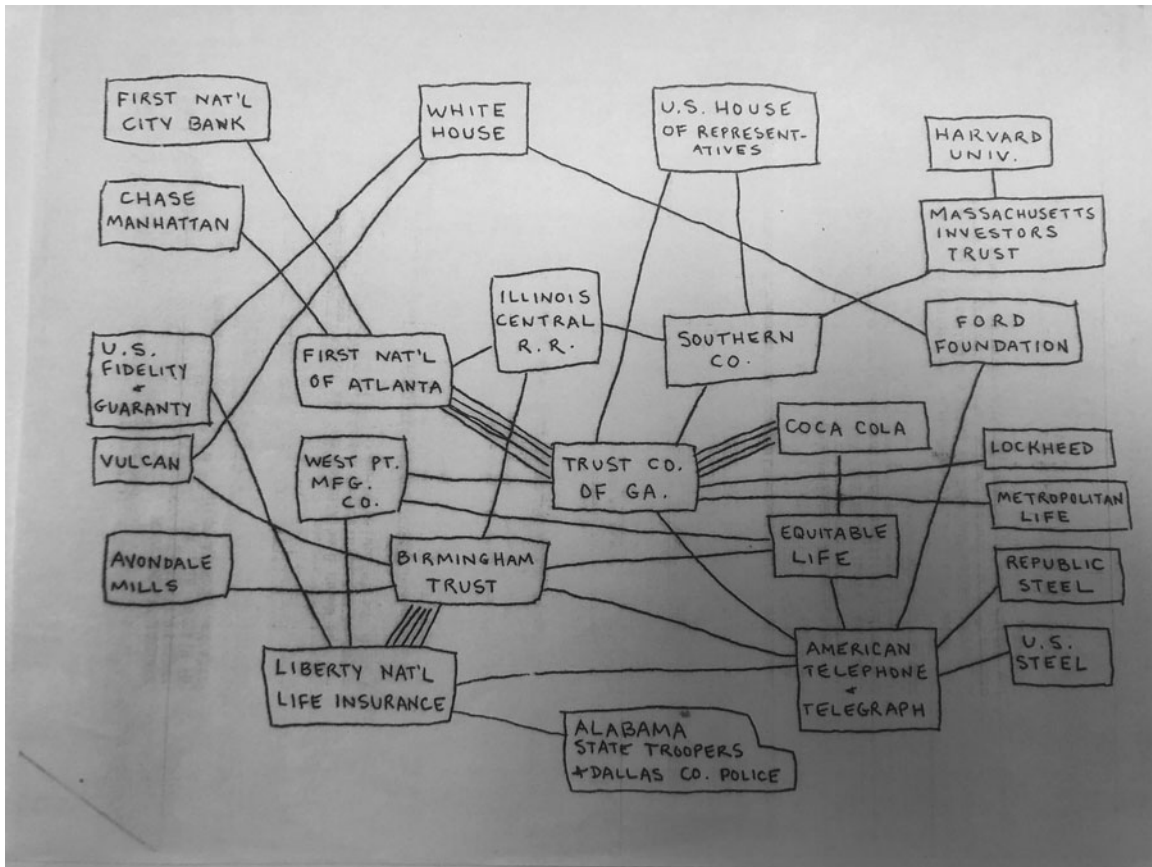 FIRST NAT'L
CITY BANK
WHITE
HOUSE
U.S. HOUSE
OF REPRESENT-
ATIVES
HARVARD
UNIV.
CHASE
MANHATTAN
MASSACHUSETTS
INVESTORS
TRUST
U.S.
FIDELITY
+
GUARANTY
FIRST NAT'L
OF ATLANTA
ILLINOIS
CENTRAL
R.R.
SOUTHERN
CO.
FORD
FOUNDATION
VULCAN
WEST PT.
MFG.
CO.
TRUST CO.
OF GA.
COCA COLA
LOCKHEED
METROPOLITAN
LIFE
AVONDALE
MILLS
BIRMINGHAM
TRUST
EQUITABLE
LIFE
REPUBLIC
STEEL
LIBERTY NAT'L
LIFE INSURANCE
AMERICAN
TELEPHONE
+
TELEGRAPH
U.S.
STEEL
ALABAMA
STATE TROOPERS
+DALLAS CO. POLICE